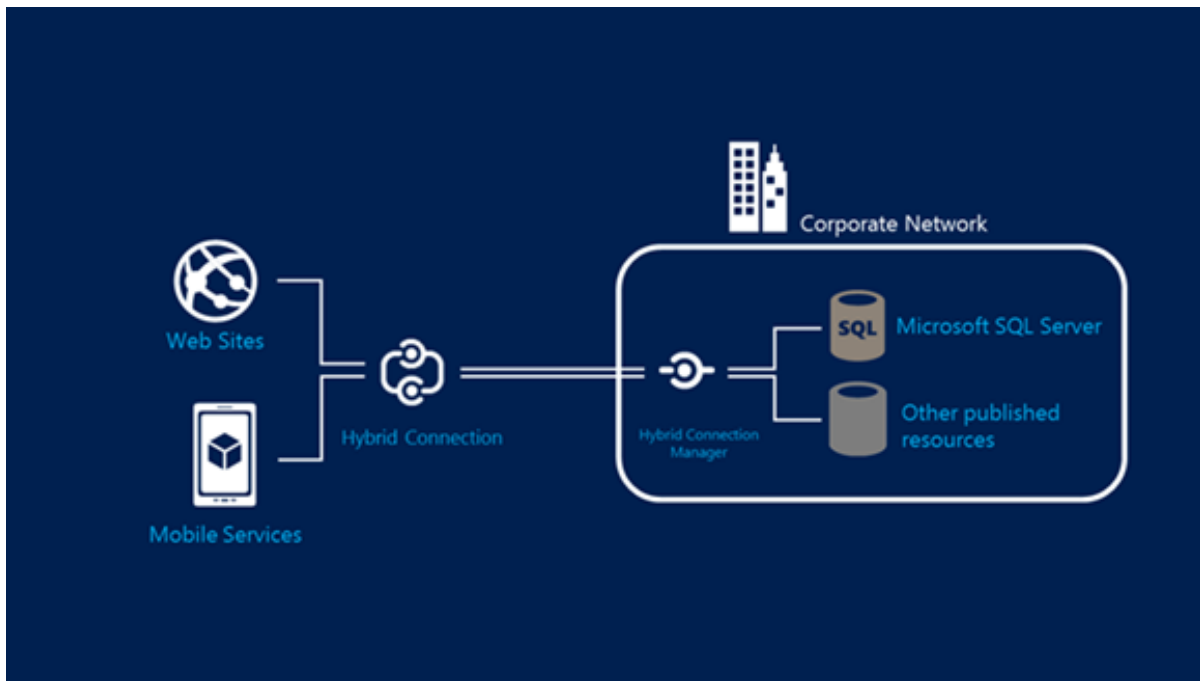 Corporate Network
Web Sites
Mobile Services
Hybrid Connection
Hybrid Connection
Manager
SQL
Microsoft SQL Server
Other published
resources